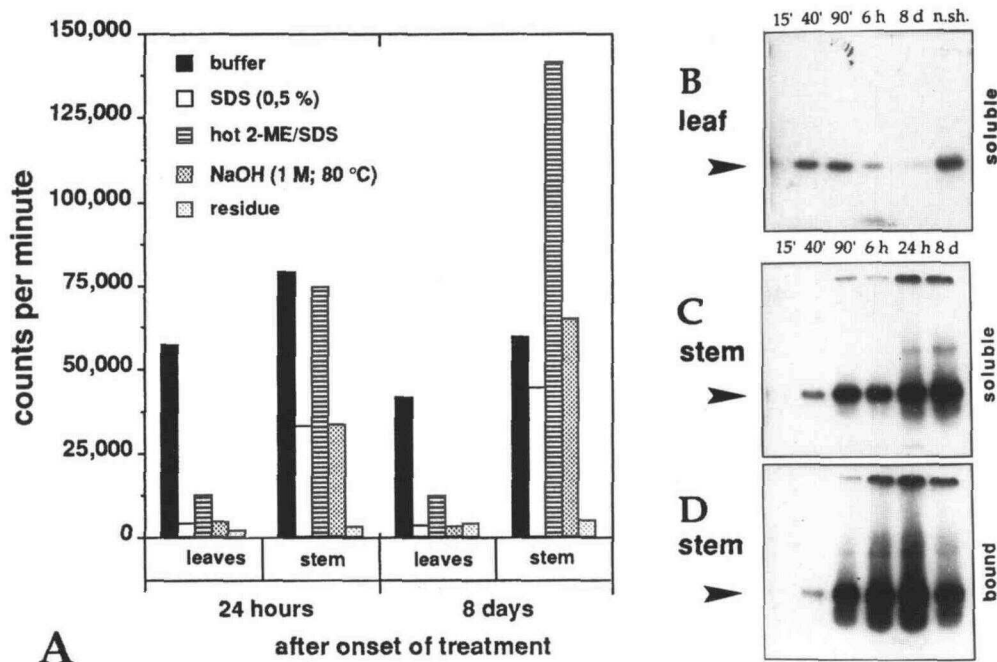 150,000
125,000
100,000
75,000
50,000
25,000
0
counts per minute
buffer
SDS (0,5 %)
hot 2-ME/SDS
NaOH (1 M; 80 °C)
residue
leaves stem leaves stem
24 hours 8 days
after onset of treatment
A
15' 40' 90' 6 h 8 d n.sh.
B
leaf
soluble
15' 40' 90' 6 h 24 h 8 d
C
stem
soluble
D
stem
bound